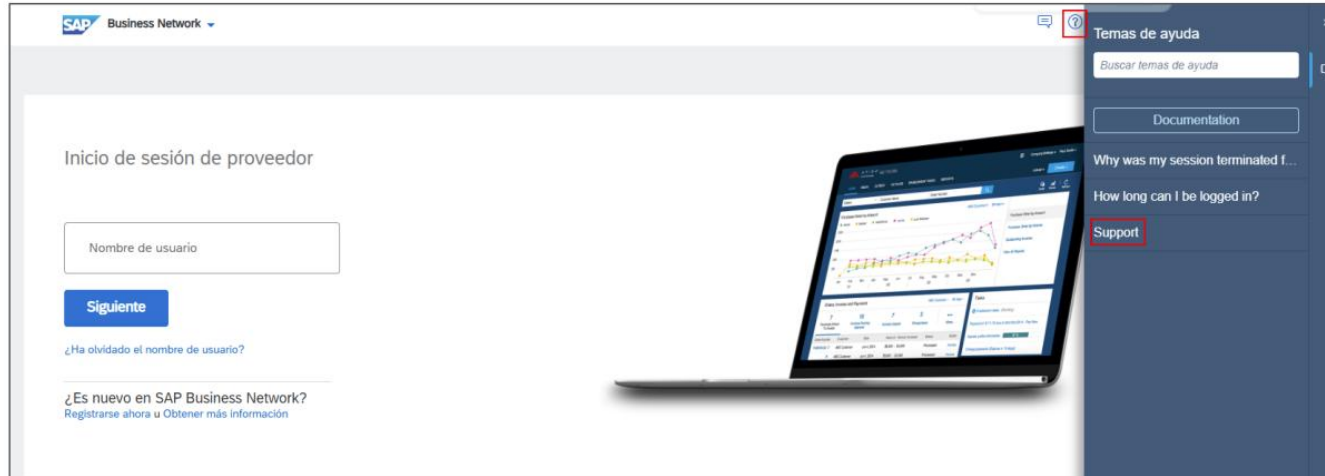 SAP Business Network
Temas de ayuda
Buscar temas de ayuda
Documentation
Why was my session terminated f...
How long can I be logged in?
Support
Inicio de sesión de proveedor
Nombre de usuario
Siguiente
¿Ha olvidado el nombre de usuario?
¿Es nuevo en SAP Business Network?
Registrarse ahora u Obtener más información